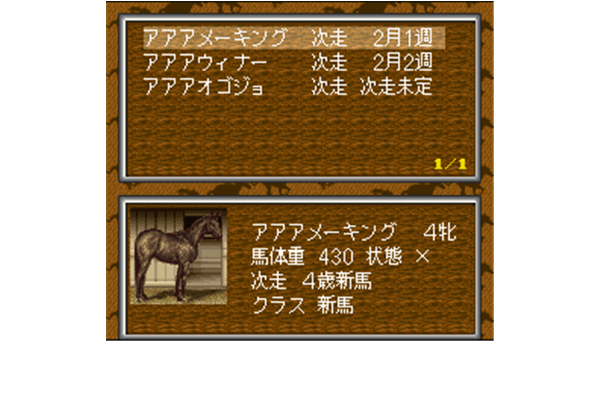 アアアメーキング 次走 2月1週
アアアウィナー 次走 2月2週
アアアオゴジョ 次走 次走未定
1/1
アアアメーキング 4牝
馬体重 430 状態 ×
次走 4歳新馬
クラス 新馬